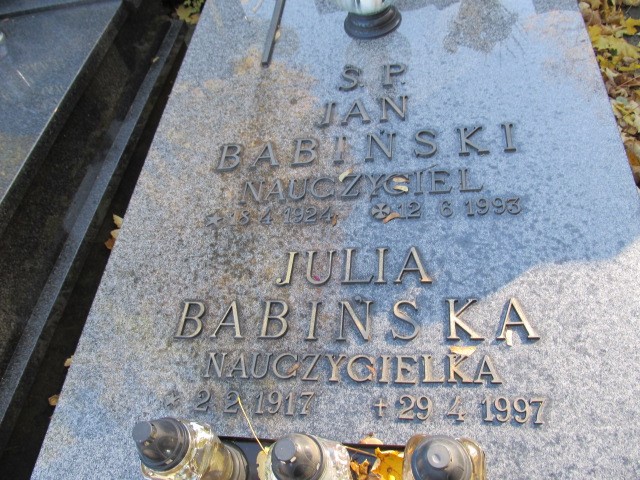 Ś.P.
JAN
BABIŃSKI
NAUCZYCIEL
* 13 4 1924 ✠ 12 6 1993
JULIA
BABIŃSKA
NAUCZYCIELKA
* 2 2 1917 + 29 4 1997